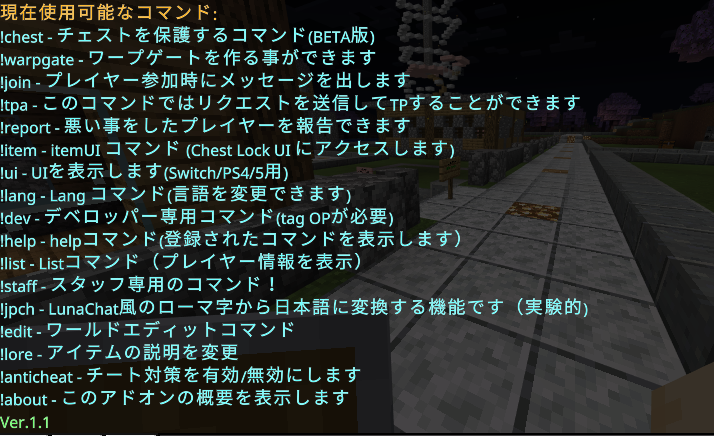 現在使用可能なコマンド:
!chest - チェストを保護するコマンド(BETA版)
!warpgate - ワープゲートを作る事ができます
!join - プレイヤー参加時にメッセージを出します
!tpa - このコマンドではリクエストを送信してTPすることができます
!report - 悪い事をしたプレイヤーを報告できます
!item - itemUI コマンド (Chest Lock UI にアクセスします)
!ui - UIを表示します(Switch/PS4/5用)
!lang - Lang コマンド(言語を変更できます)
!dev - デベロッパー専用コマンド(tag OPが必要)
!help - helpコマンド(登録されたコマンドを表示します）
!list - Listコマンド（プレイヤー情報を表示）
!staff - スタッフ専用のコマンド！
!jpch - LunaChat風のローマ字から日本語に変換する機能です（実験的)
!edit - ワールドエディットコマンド
!lore - アイテムの説明を変更
!anticheat - チート対策を有効/無効にします
!about - このアドオンの概要を表示します
Ver.1.1